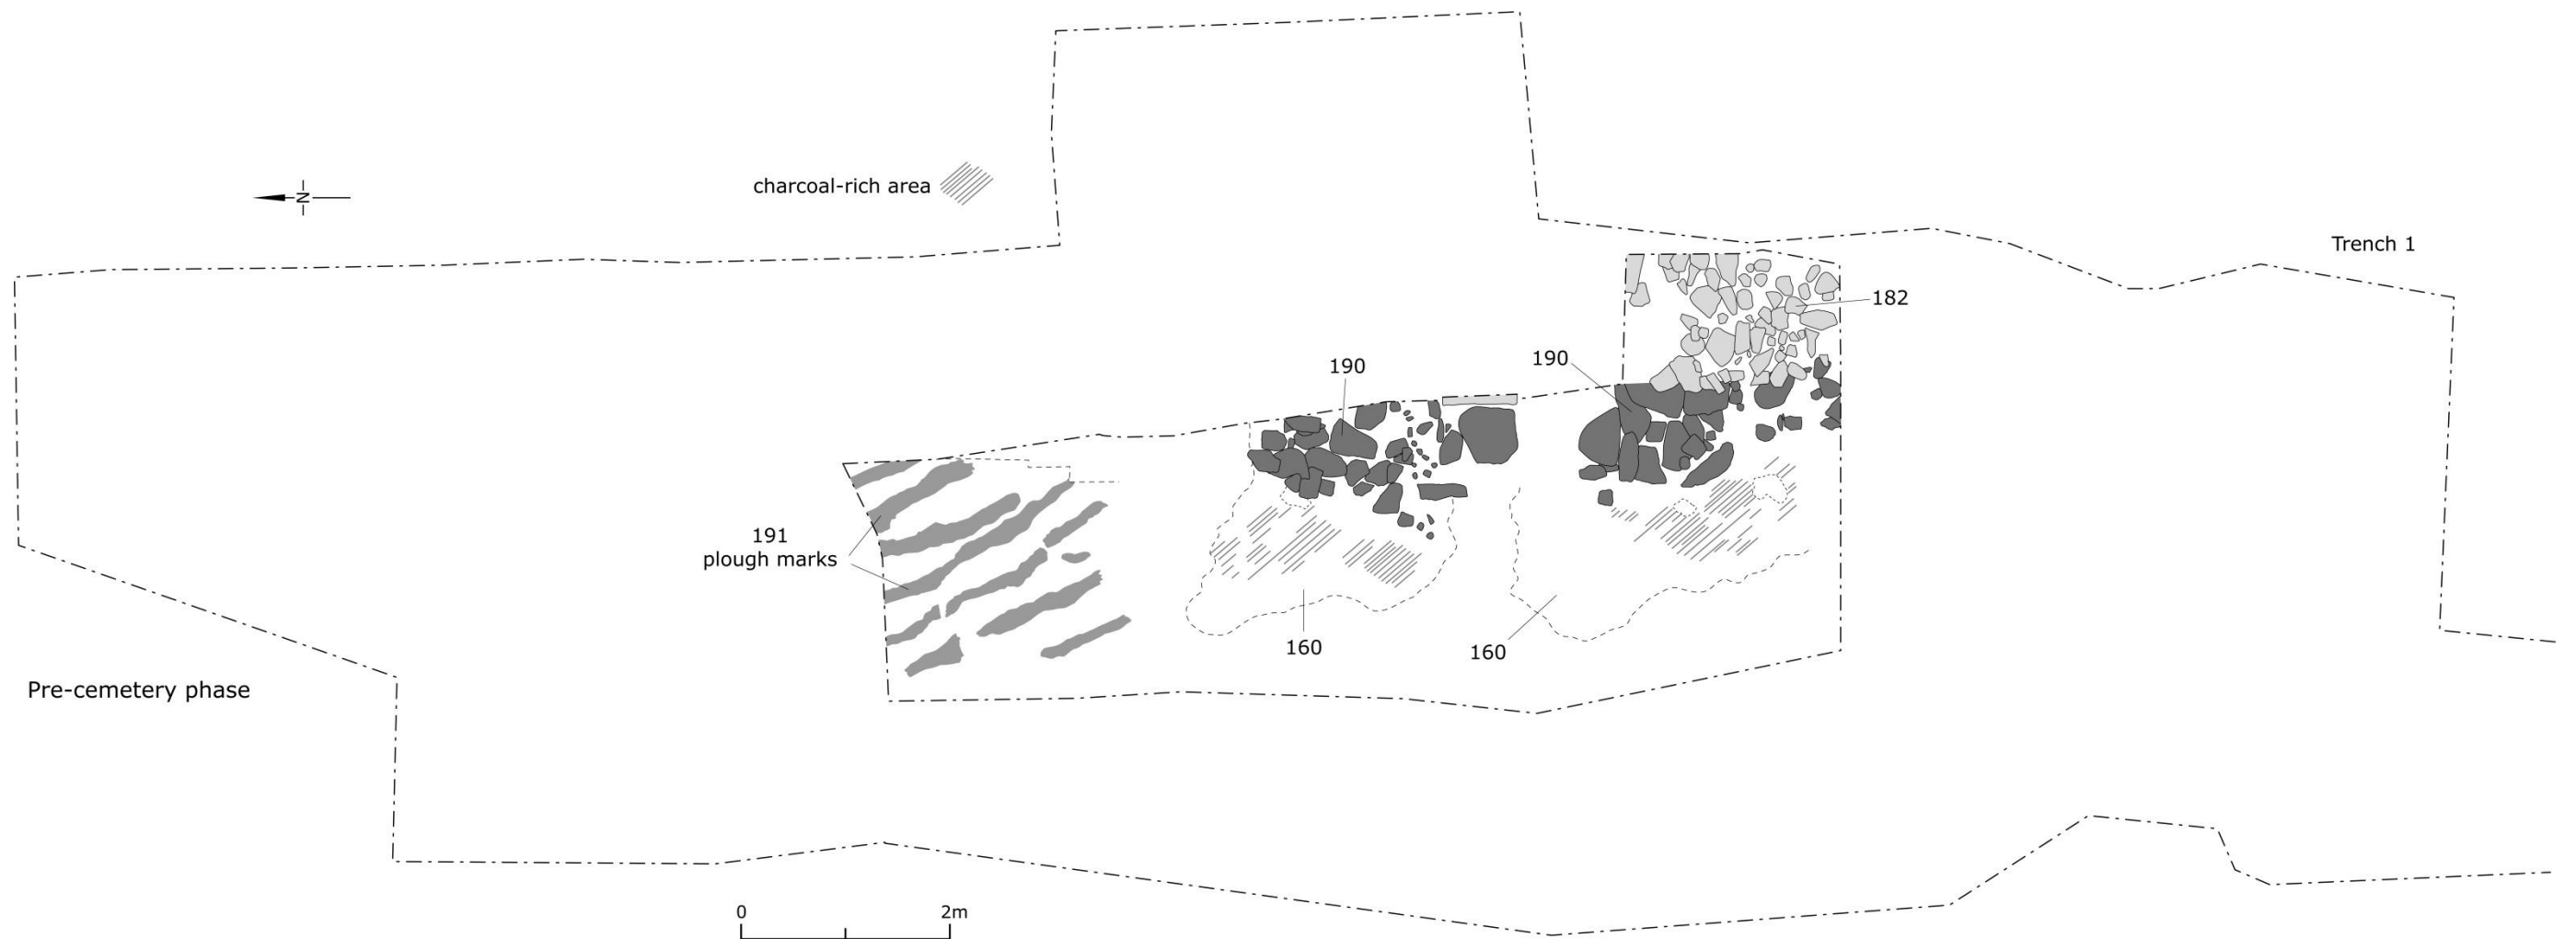 charcoal-rich area
N
Trench 1
182
190
190
191
plough marks
160
160
Pre-cemetery phase
0
2m